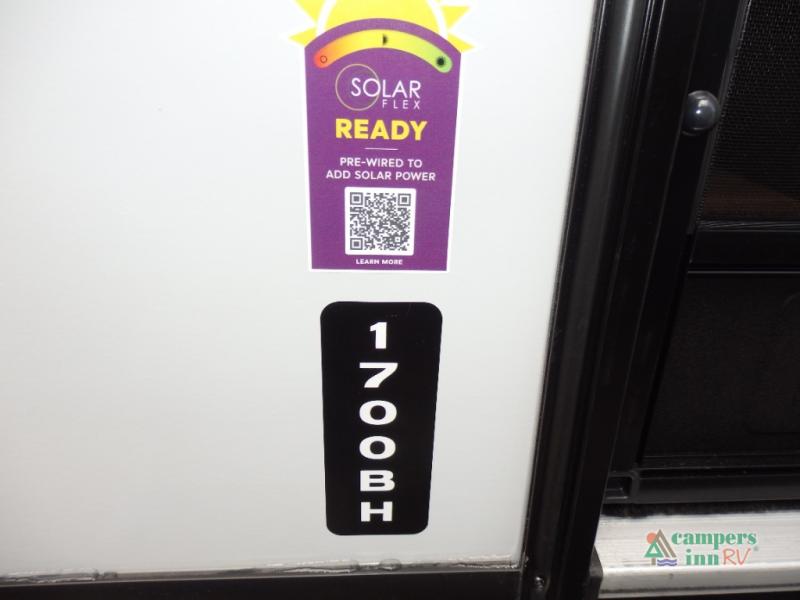 SOLAR
FLEX
READY
PRE-WIRED TO
ADD SOLAR POWER
LEARN MORE
1700BH
campers
inn RV®